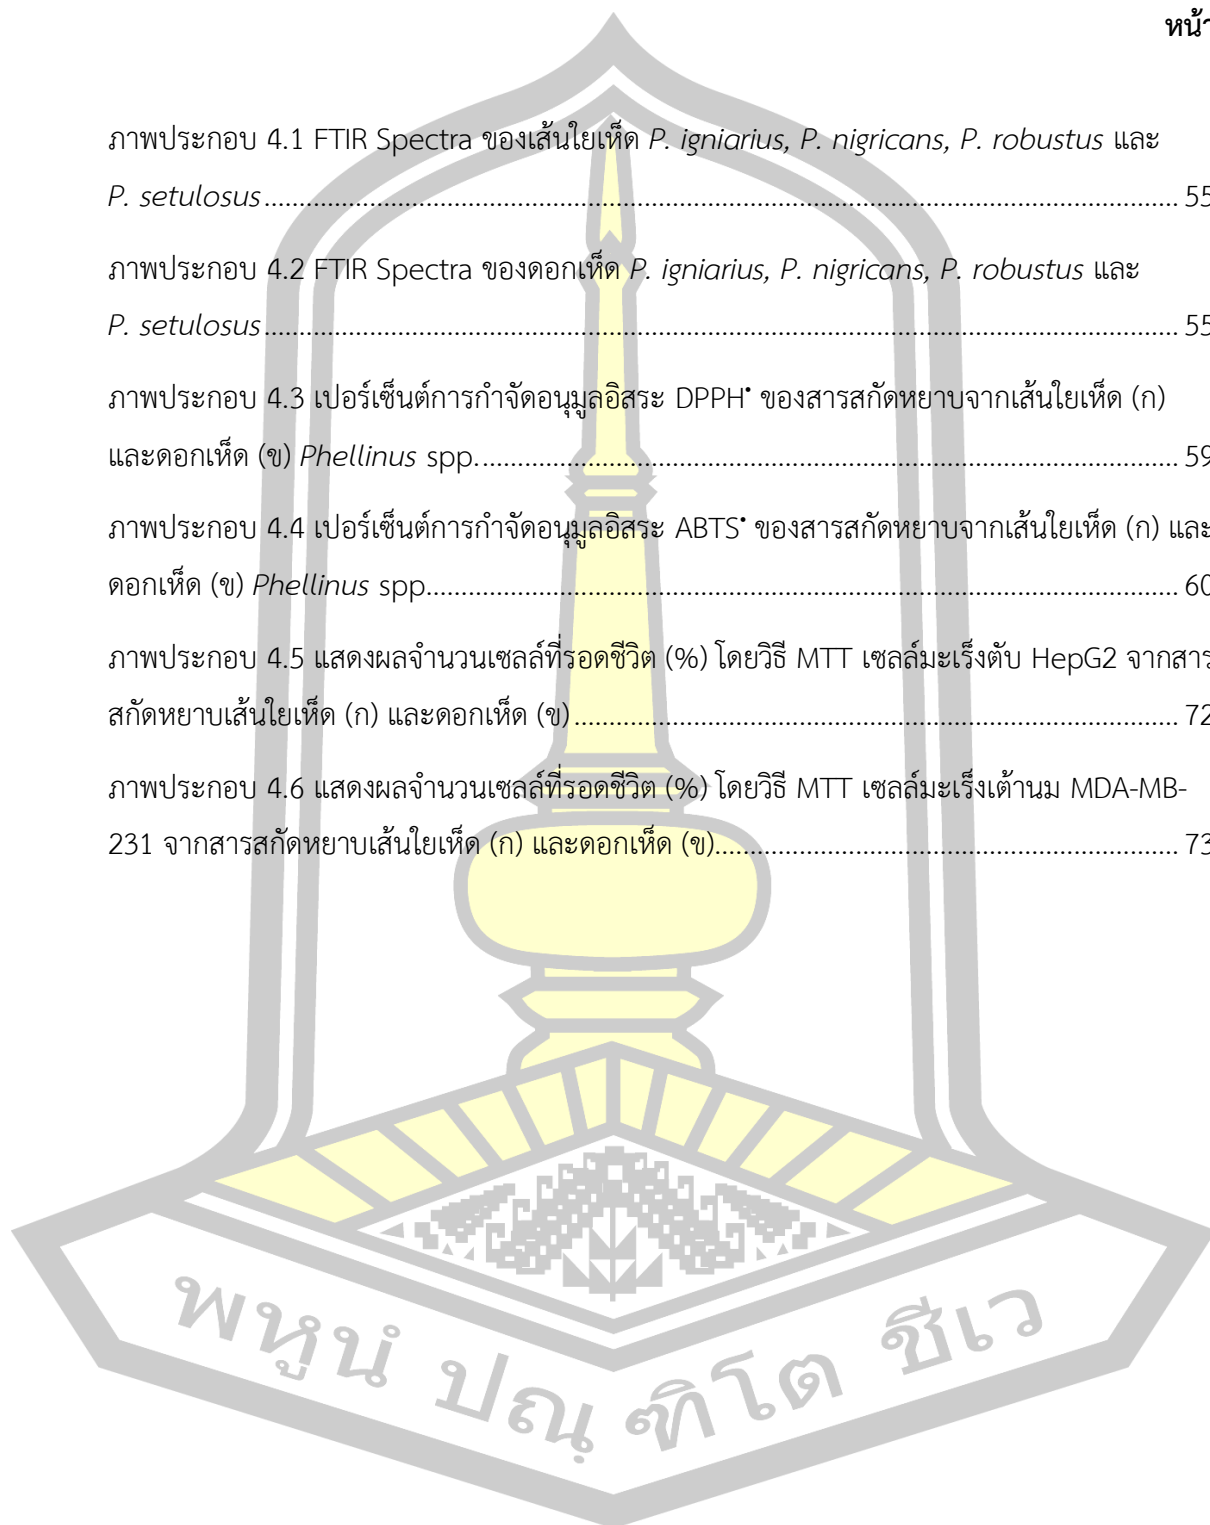 หน้า
ภาพประกอบ 4.1 FTIR Spectra ของเส้นใยเห็ด P. igniarius, P. nigricans, P. robustus และ
P. setulosus........................................................................................................ 55
ภาพประกอบ 4.2 FTIR Spectra ของดอกเห็ด P. igniarius, P. nigricans, P. robustus และ
P. setulosus........................................................................................................ 55
ภาพประกอบ 4.3 เปอร์เซ็นต์การกำจัดอนุมูลอิสระ DPPH• ของสารสกัดหยาบจากเส้นใยเห็ด (ก)
และดอกเห็ด (ข) Phellinus spp............................................................................ 59
ภาพประกอบ 4.4 เปอร์เซ็นต์การกำจัดอนุมูลอิสระ ABTS• ของสารสกัดหยาบจากเส้นใยเห็ด (ก) และ
ดอกเห็ด (ข) Phellinus spp................................................................................. 60
ภาพประกอบ 4.5 แสดงผลจำนวนเซลล์ที่รอดชีวิต (%) โดยวิธี MTT เซลล์มะเร็งตับ HepG2 จากสาร
สกัดหยาบเส้นใยเห็ด (ก) และดอกเห็ด (ข)................................................................ 72
ภาพประกอบ 4.6 แสดงผลจำนวนเซลล์ที่รอดชีวิต (%) โดยวิธี MTT เซลล์มะเร็งเต้านม MDA-MB-
231 จากสารสกัดหยาบเส้นใยเห็ด (ก) และดอกเห็ด (ข)................................................ 73
พหูนํ ปณฺ ฑิโต ชีเว